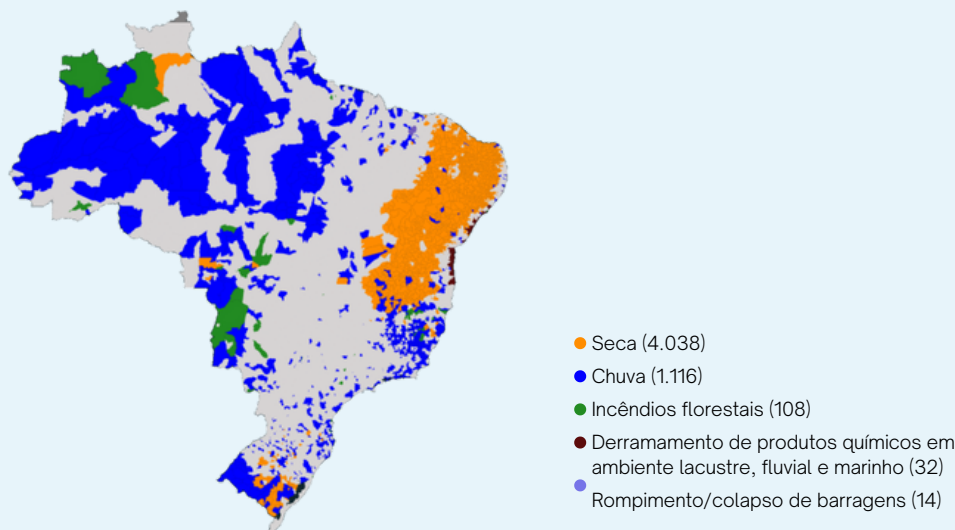 Seca (4.038)
Chuva (1.116)
Incêndios florestais (108)
Derramamento de produtos químicos em
ambiente lacustre, fluvial e marinho (32)
Rompimento/colapso de barragens (14)